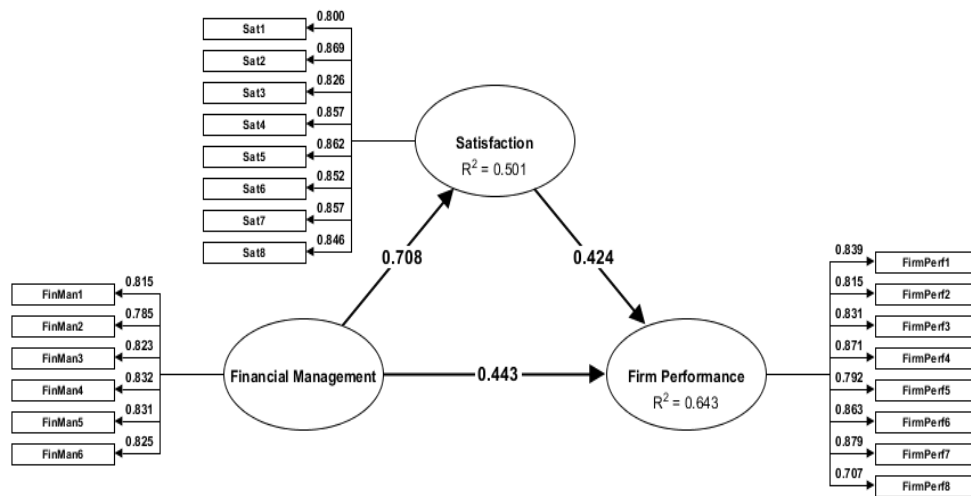 0.800
Sat1
0.869
Sat2
0.826
Sat3
0.857
Sat4
0.862
Sat5
0.852
Sat6
0.857
Sat7
0.846
Sat8
Satisfaction
R² = 0.501
0.708
0.424
0.815
FinMan1
0.785
FinMan2
0.823
FinMan3
0.832
FinMan4
0.831
FinMan5
0.825
FinMan6
Financial Management
0.443
Firm Performance
R² = 0.643
0.839
FirmPerf1
0.815
FirmPerf2
0.831
FirmPerf3
0.871
FirmPerf4
0.792
FirmPerf5
0.863
FirmPerf6
0.879
FirmPerf7
0.707
FirmPerf8